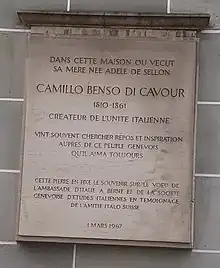 DANS CETTE MAISON OU VECUT
SA MERE NEE ADELE DE SELLON
CAMILLO BENSO DI CAVOUR
1810-1861
CREATEUR DE L'UNITE ITALIENNE
VINT SOUVENT CHERCHER REPOS ET INSPIRATION
AUPRES DE CE PEUPLE GENEVOIS
QU'IL AIMA TOUJOURS
CETTE PIERRE EN FIXE LE SOUVENIR SUR LE VOEU DE
L'AMBASSADE D'ITALIE A BERNE ET DE LA SOCIETE
GENEVOISE D'ETUDES ITALIENNES EN TEMOIGNAGE
DE L'AMITIE ITALO SUISSE
1 MARS 1967